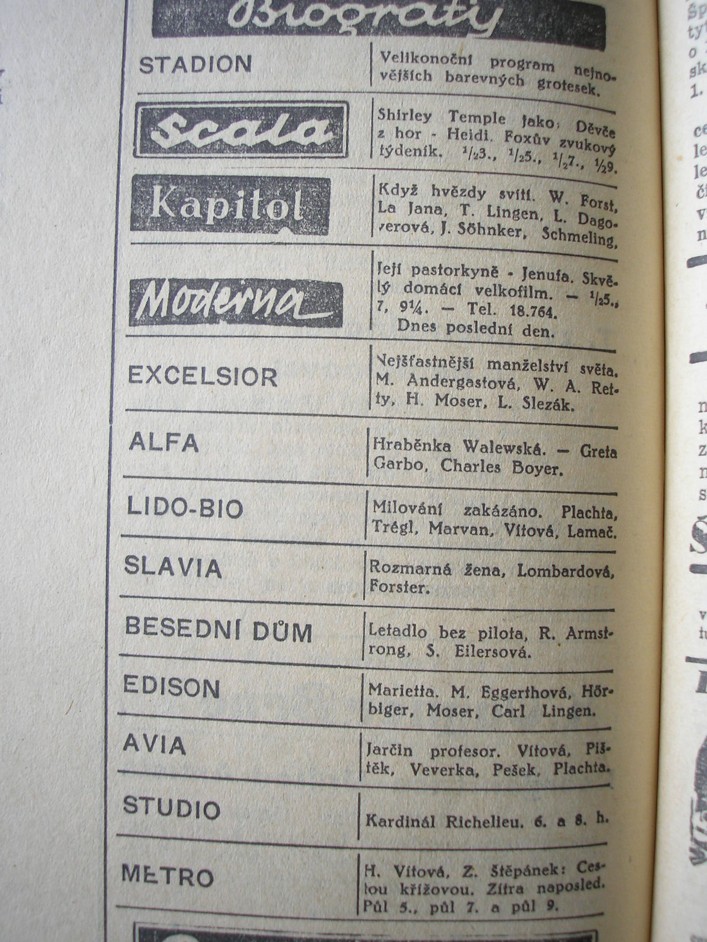 Biografy
STADION
Velikonoční program nejno-
vějších barevných grotesek.
Scala
Shirley Temple jako: Děvče
z hor - Heidi. Foxův zvukový
týdeník. ½3., ½5., ½7., ½9.
Kapitol
Když hvězdy svítí. W. Forst,
La Jana, T. Lingen, L. Dago-
verová, J. Söhnker, Schmeling,
Moderna
Její pastorkyně - Jenufa. Skvě-
lý domácí velkofilm. — ½5.,
7, 9¼. — Tel. 18.764.
Dnes poslední den.
EXCELSIOR
Nejšťastnější manželství světa.
M. Andergastová, W. A. Ret-
ty, H. Moser, L. Slezák.
ALFA
Hraběnka Walewská. — Greta
Garbo, Charles Boyer.
LIDO-BIO
Milování zakázáno. Plachta,
Trégl, Marvan, Vítová, Lamač.
SLAVIA
Rozmarná žena, Lombardová,
Forster.
BESEDNÍ DŮM
Letadlo bez pilota, R. Armst-
rong, S. Eilersová.
EDISON
Marietta. M. Eggerthová, Hör-
biger, Moser, Carl Lingen.
AVIA
Jarčin profesor. Vítová, Piš-
těk, Veverka, Pešek, Plachta.
STUDIO
Kardinál Richelieu. 6. a 8. h.
METRO
H. Vítová, Z. Štěpánek: Ces-
tou křížovou. Zítra naposled.
Půl 5., půl 7. a půl 9.